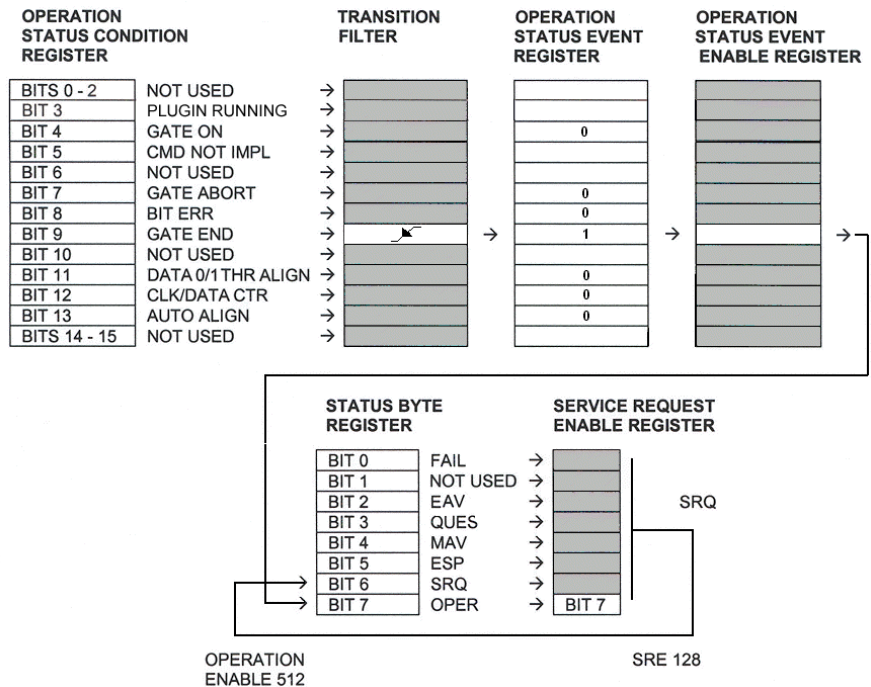 OPERATION
STATUS CONDITION
REGISTER
TRANSITION
FILTER
OPERATION
STATUS EVENT
REGISTER
OPERATION
STATUS EVENT
ENABLE REGISTER
BITS 0 - 2 NOT USED →
BIT 3 PLUGIN RUNNING →
BIT 4 GATE ON → 0
BIT 5 CMD NOT IMPL →
BIT 6 NOT USED →
BIT 7 GATE ABORT → 0
BIT 8 BIT ERR → 0
BIT 9 GATE END → → 1 → →
BIT 10 NOT USED →
BIT 11 DATA 0/1 THR ALIGN → 0
BIT 12 CLK/DATA CTR → 0
BIT 13 AUTO ALIGN → 0
BITS 14 - 15 NOT USED →
STATUS BYTE
REGISTER
SERVICE REQUEST
ENABLE REGISTER
BIT 0 FAIL →
BIT 1 NOT USED →
BIT 2 EAV →
BIT 3 QUES →
BIT 4 MAV →
BIT 5 ESP →
BIT 6 SRQ →
BIT 7 OPER → BIT 7
SRQ
OPERATION
ENABLE 512
SRE 128